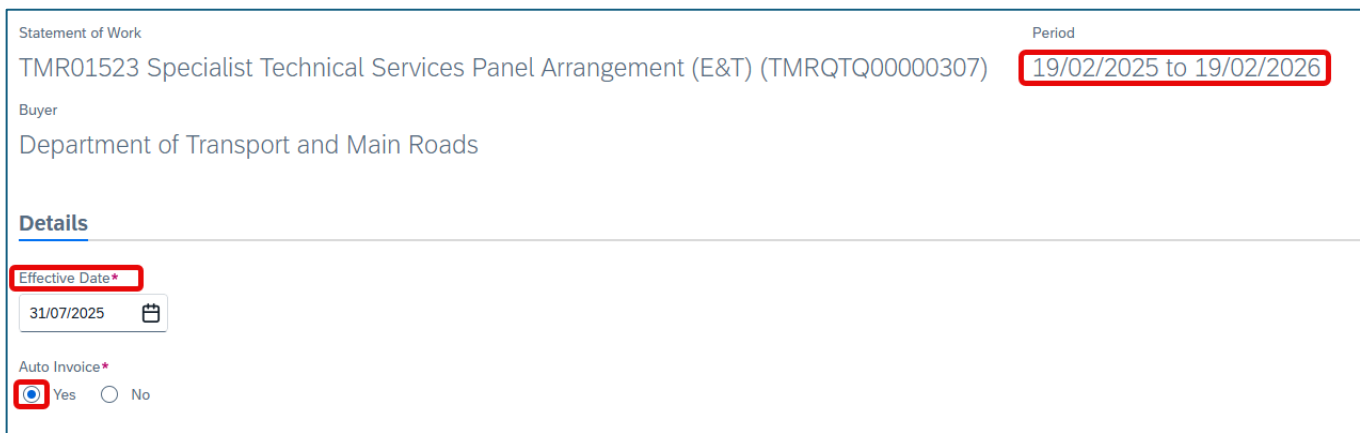 Statement of Work
Period
TMR01523 Specialist Technical Services Panel Arrangement (E&T) (TMRQTQ00000307)
19/02/2025 to 19/02/2026
Buyer
Department of Transport and Main Roads
Details
Effective Date*
31/07/2025
Auto Invoice*
Yes No